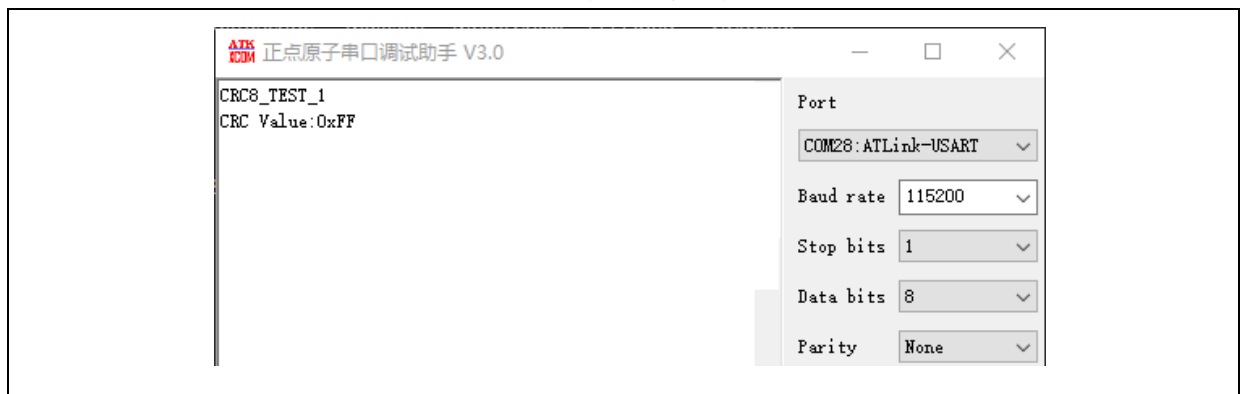 ATK
XCOM
正点原子串口调试助手 V3.0
CRC8_TEST_1
CRC Value:0xFF
Port
COM28:ATLink-USART
Baud rate 115200
Stop bits 1
Data bits 8
Parity None